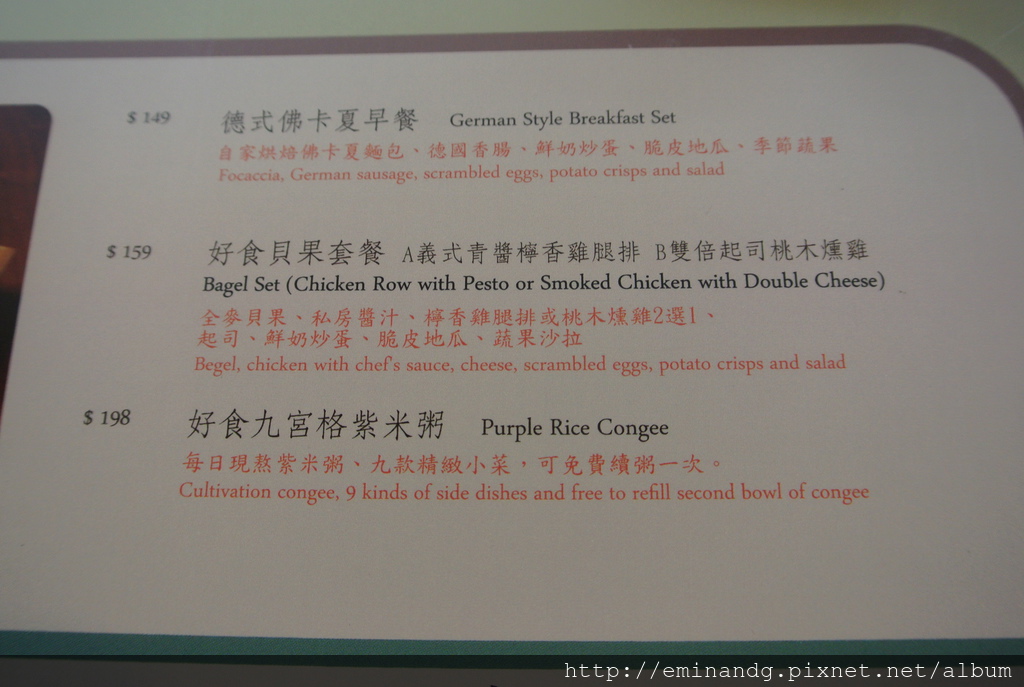 $ 149 德式佛卡夏早餐 German Style Breakfast Set
自家烘焙佛卡夏麵包、德國香腸、鮮奶炒蛋、脆皮地瓜、季節蔬果
Focaccia, German sausage, scrambled eggs, potato crisps and salad
$ 159 好食貝果套餐 A義式青醬檸香雞腿排 B雙倍起司桃木燻雞
Bagel Set (Chicken Row with Pesto or Smoked Chicken with Double Cheese)
全麥貝果、私房醬汁、檸香雞腿排或桃木燻雞2選1、
起司、鮮奶炒蛋、脆皮地瓜、蔬果沙拉
Begel, chicken with chef's sauce, cheese, scrambled eggs, potato crisps and salad
$ 198 好食九宮格紫米粥 Purple Rice Congee
每日現熬紫米粥、九款精緻小菜，可免費續粥一次。
Cultivation congee, 9 kinds of side dishes and free to refill second bowl of congee
http://eminandg.pixnet.net/album